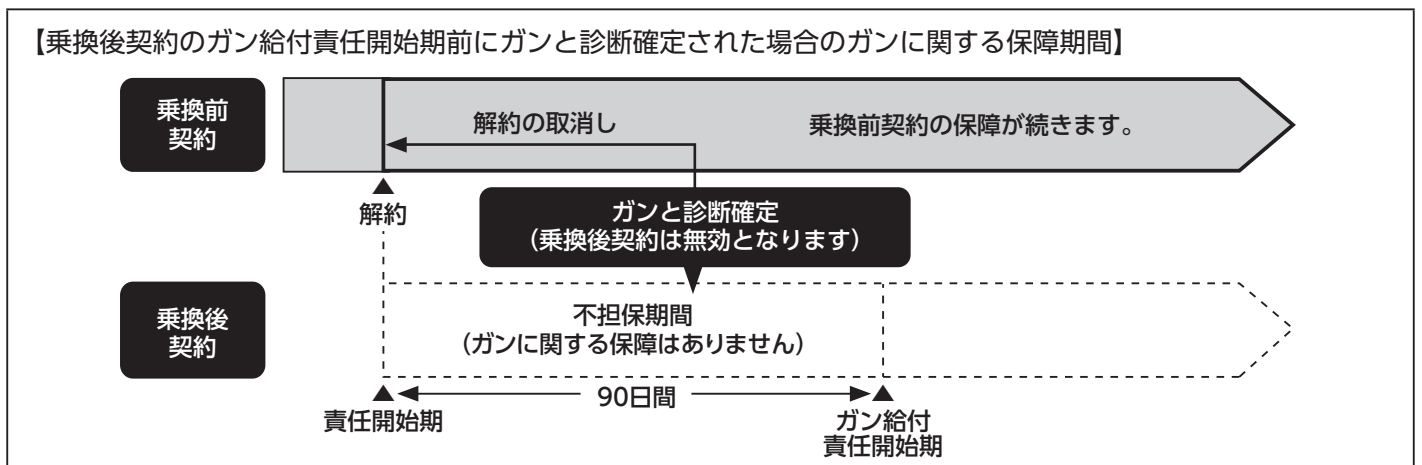 【乗換後契約のガン給付責任開始期前にガンと診断確定された場合のガンに関する保障期間】
乗換前
契約
解約の取消し
乗換前契約の保障が続きます。
解約
ガンと診断確定
（乗換後契約は無効となります）
乗換後
契約
不担保期間
（ガンに関する保障はありません）
90日間
責任開始期
ガン給付
責任開始期